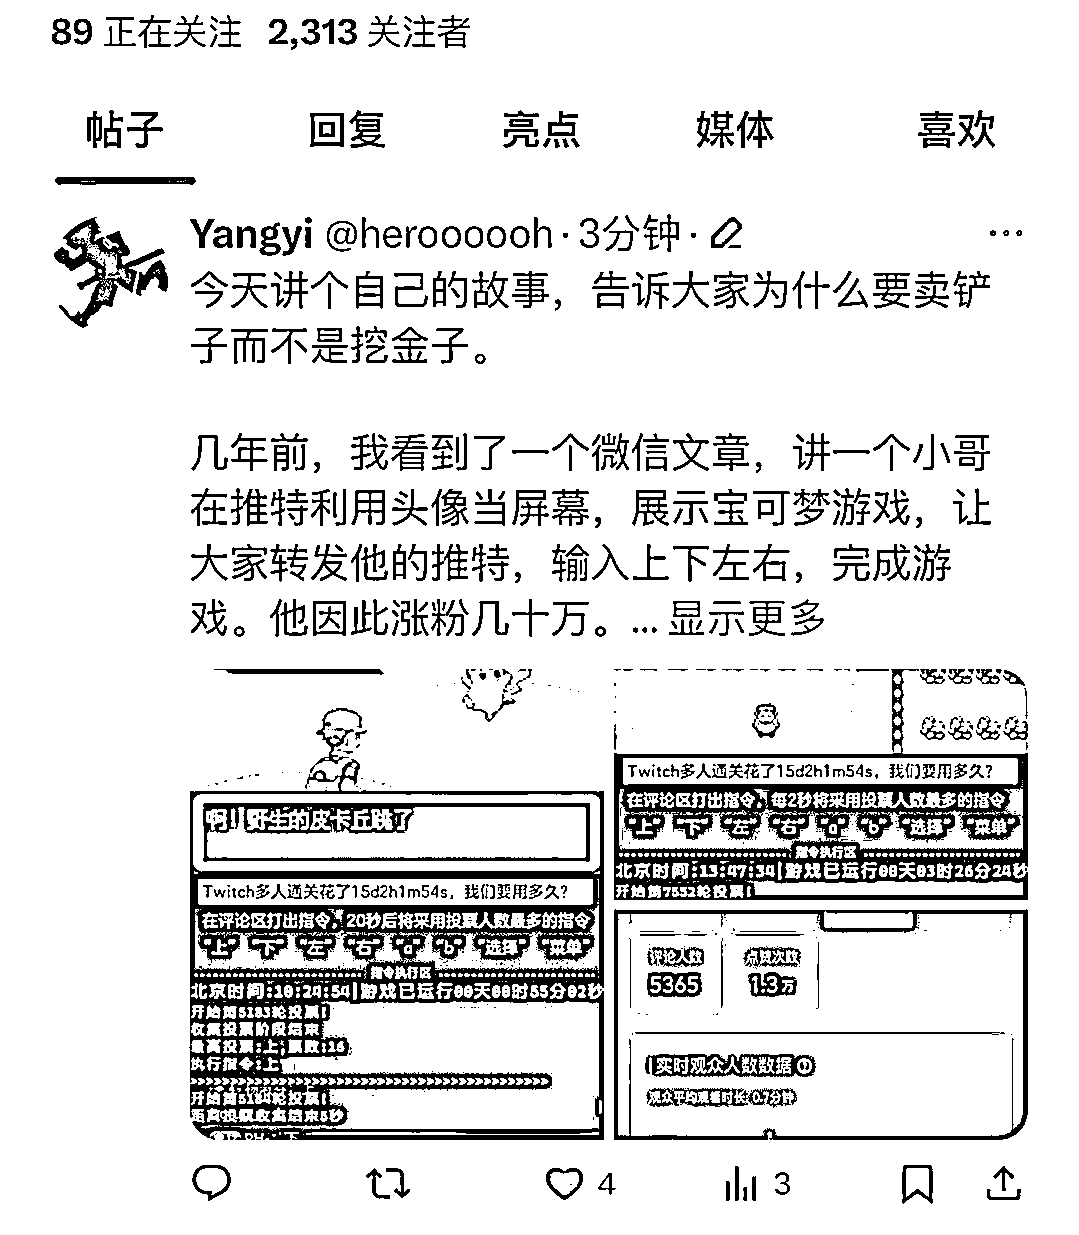 89 正在关注 2,313 关注者
帖子 回复 亮点 媒体 喜欢
Yangyi @heroooooh · 3分钟 ·
今天讲个自己的故事，告诉大家为什么要卖铲
子而不是挖金子。
几年前，我看到了一个微信文章，讲一个小哥
在推特利用头像当屏幕，展示宝可梦游戏，让
大家转发他的推特，输入上下左右，完成游
戏。他因此涨粉几十万。... 显示更多
啊！野生的皮卡丘跳了
Twitch多人通关花了15d2h1m54s，我们要用多久？
在评论区打出指令，20秒后将采用投票人数最多的指令
"上" "下" "左" "右" "a" "b" "选择" "菜单"
指令执行区
北京时间:10:24:54|游戏已运行00天00时55分02秒
开始第5183轮投票!
收集投票阶段结束
最高投票:上,票数:16
执行指令:上
开始第5184轮投票!
距离投票收集结束5秒
Twitch多人通关花了15d2h1m54s，我们要用多久？
在评论区打出指令，每2秒将采用投票人数最多的指令
"上" "下" "左" "右" "a" "b" "选择" "菜单"
指令执行区
北京时间:13:47:34|游戏已运行00天03时26分24秒
开始第7552轮投票!
评论人数 点赞次数
5365 1.3万
实时观众人数数据
观众平均观看时长:0.7分钟
4 3